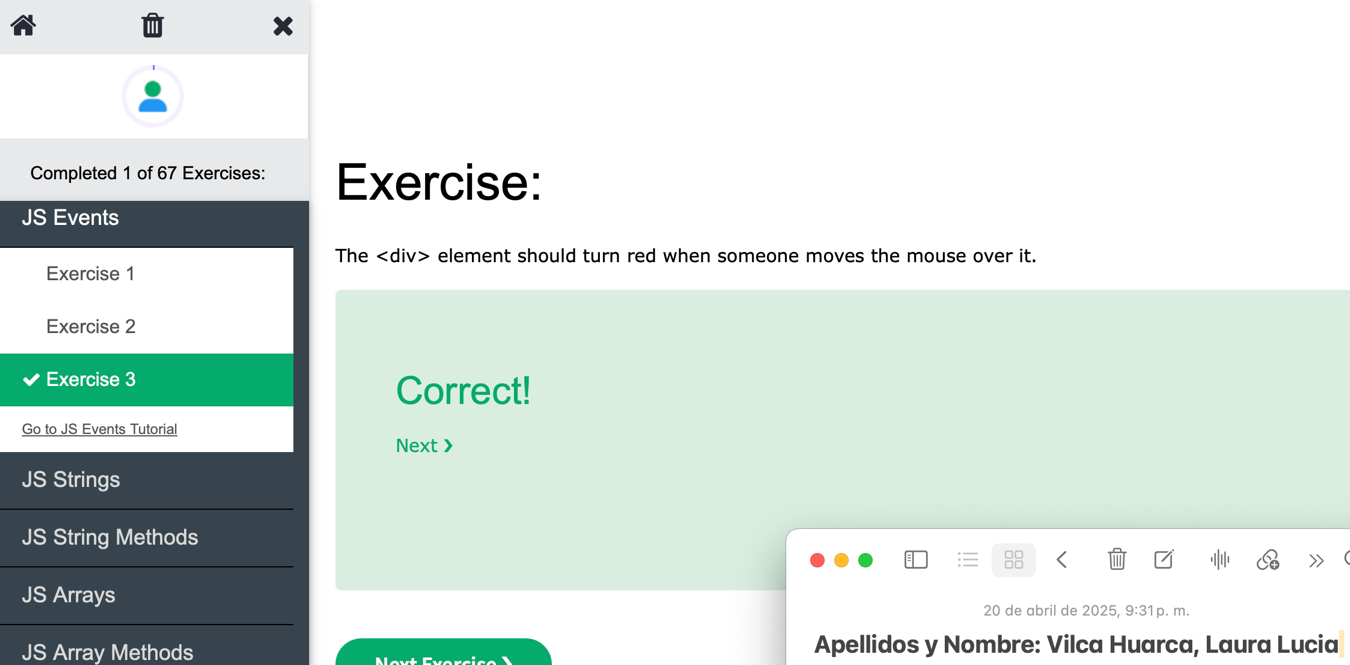 Completed 1 of 67 Exercises:
JS Events
Exercise 1
Exercise 2
Exercise 3
Go to JS Events Tutorial
JS Strings
JS String Methods
JS Arrays
JS Array Methods
Exercise:
The <div> element should turn red when someone moves the mouse over it.
Correct!
Next ❯
Next Exercise ❯
20 de abril de 2025, 9:31 p. m.
Apellidos y Nombre: Vilca Huarca, Laura Lucia